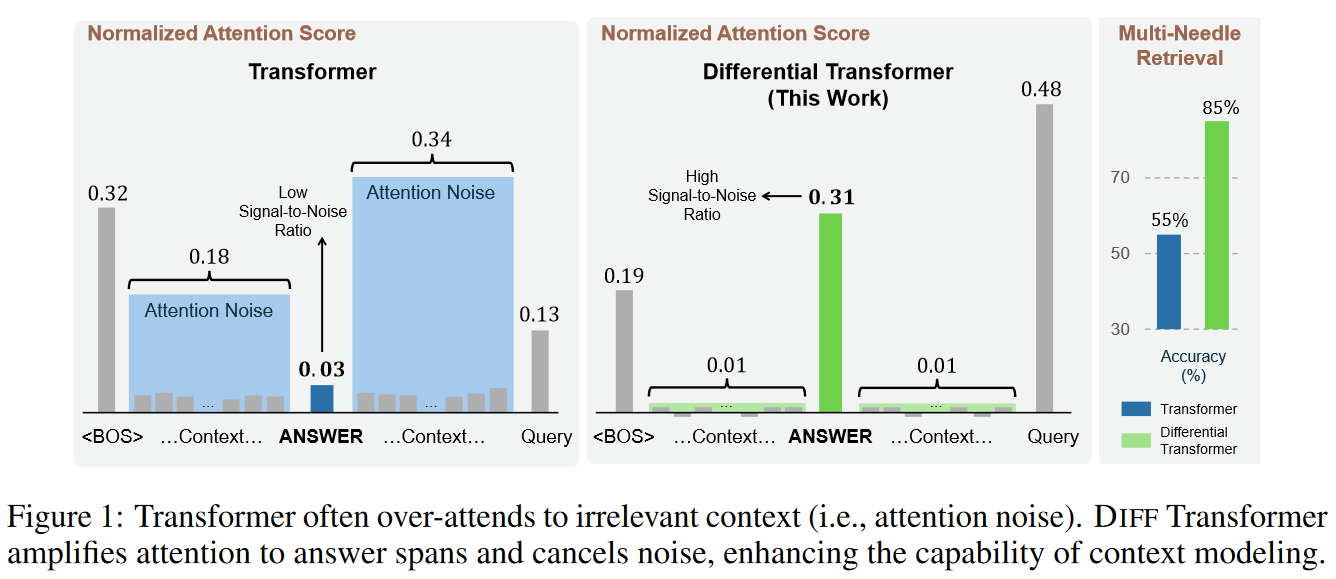 Normalized Attention Score
Transformer
0.32
0.18
Attention Noise
Low
Signal-to-Noise
Ratio
0.03
0.34
Attention Noise
0.13
...
...
<BOS> ...Context... ANSWER ...Context... Query
Normalized Attention Score
Differential Transformer
(This Work)
0.19
High
Signal-to-Noise
Ratio
0.31
0.48
0.01
0.01
...
...
<BOS> ...Context... ANSWER ...Context... Query
Multi-Needle
Retrieval
85%
70
55%
50
30
Accuracy
(%)
Transformer
Differential
Transformer
Figure 1: Transformer often over-attends to irrelevant context (i.e., attention noise). DIFF Transformer
amplifies attention to answer spans and cancels noise, enhancing the capability of context modeling.